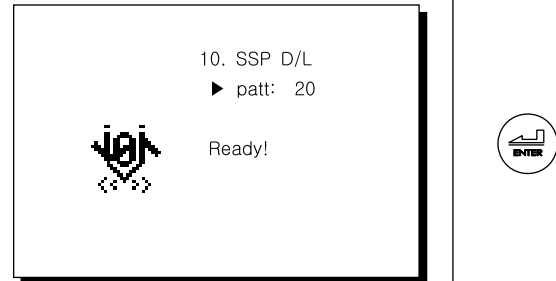 10. SSP D/L
▶ patt: 20
Ready!
ENTER